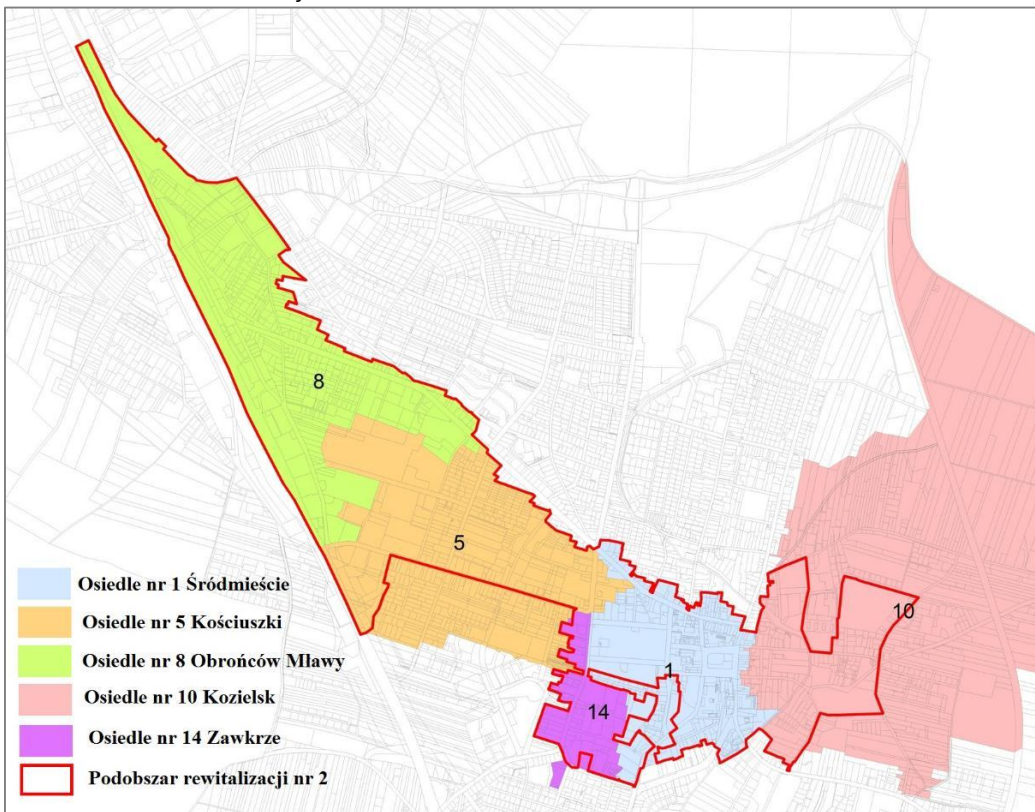 8
5
10
1
14
Osiedle nr 1 Śródmieście
Osiedle nr 5 Kościuszki
Osiedle nr 8 Obrońców Mławy
Osiedle nr 10 Kozielsk
Osiedle nr 14 Zawkrze
Podobszar rewitalizacji nr 2